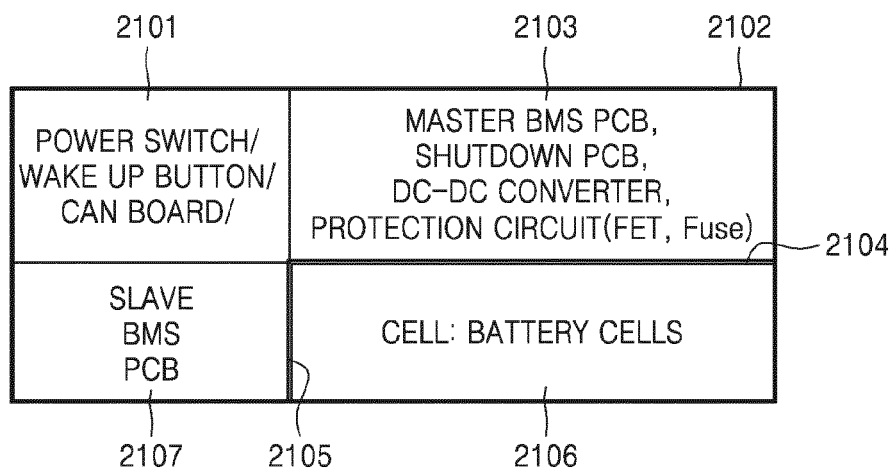 2101
2103
2102
POWER SWITCH/
WAKE UP BUTTON/
CAN BOARD/
MASTER BMS PCB,
SHUTDOWN PCB,
DC-DC CONVERTER,
PROTECTION CIRCUIT(FET, Fuse)
2104
SLAVE
BMS
PCB
CELL: BATTERY CELLS
2107
2105
2106